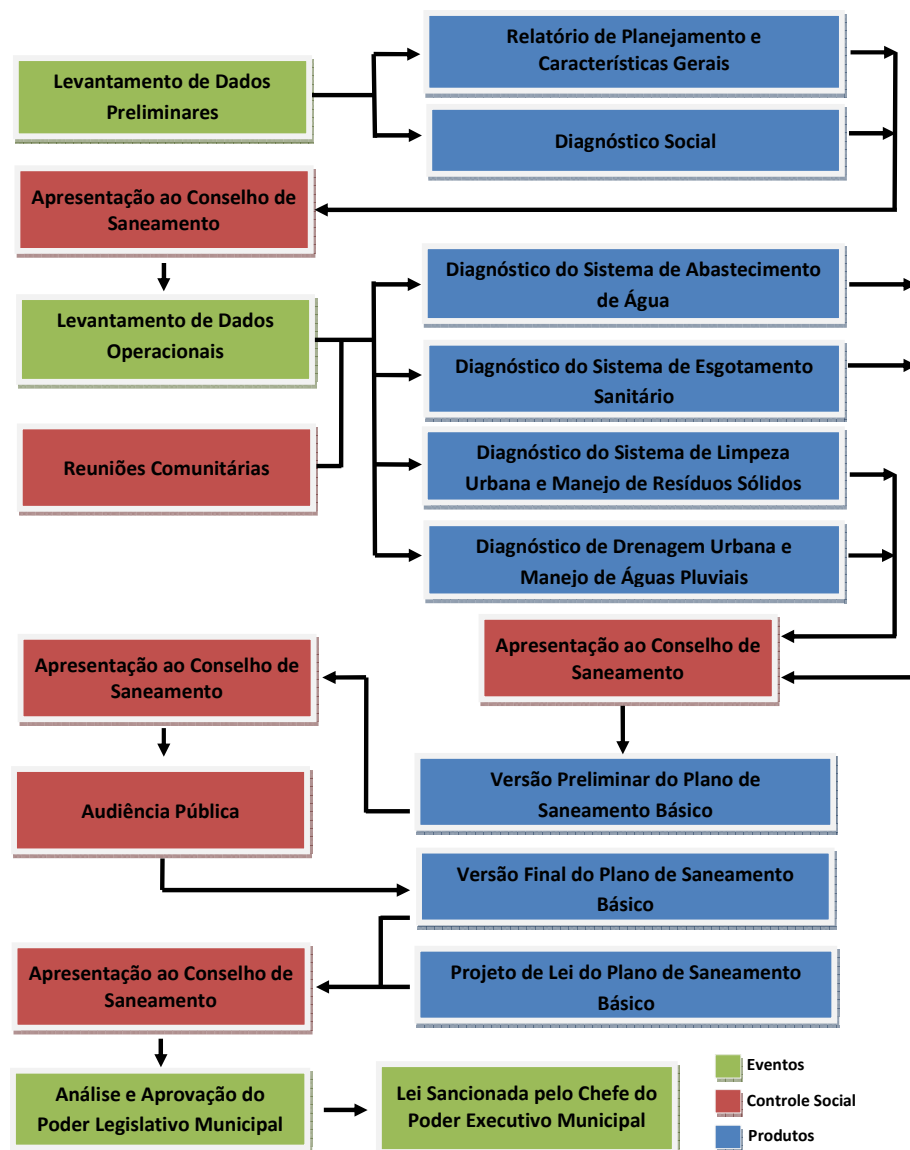 Levantamento de Dados
Preliminares
Relatório de Planejamento e
Características Gerais
Diagnóstico Social
Apresentação ao Conselho de
Saneamento
Levantamento de Dados
Operacionais
Reuniões Comunitárias
Diagnóstico do Sistema de Abastecimento
de Água
Diagnóstico do Sistema de Esgotamento
Sanitário
Diagnóstico do Sistema de Limpeza
Urbana e Manejo de Resíduos Sólidos
Diagnóstico de Drenagem Urbana e
Manejo de Águas Pluviais
Apresentação ao Conselho de
Saneamento
Versão Preliminar do Plano de
Saneamento Básico
Apresentação ao Conselho de
Saneamento
Audiência Pública
Versão Final do Plano de Saneamento
Básico
Projeto de Lei do Plano de Saneamento
Básico
Apresentação ao Conselho de
Saneamento
Análise e Aprovação do
Poder Legislativo Municipal
Lei Sancionada pelo Chefe do
Poder Executivo Municipal
Eventos
Controle Social
Produtos